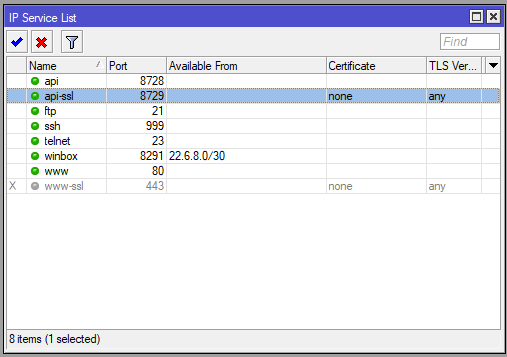 IP Service List
Find
Name Port Available From Certificate TLS Ver...
api 8728
api-ssl 8729 none any
ftp 21
ssh 999
telnet 23
winbox 8291 22.6.8.0/30
www 80
X www-ssl 443 none any
8 items (1 selected)